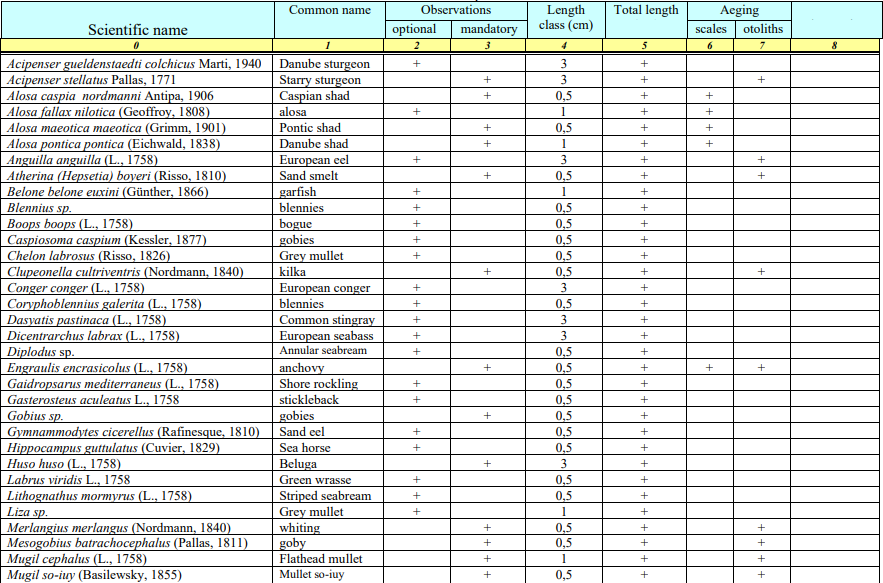 Scientific name Common name Observations Length class (cm) Total length Aeging
optional mandatory scales otoliths
0 1 2 3 4 5 6 7 8
Acipenser gueldenstaedti colchicus Marti, 1940 Danube sturgeon + 3 +
Acipenser stellatus Pallas, 1771 Starry sturgeon + 3 + +
Alosa caspia nordmanni Antipa, 1906 Caspian shad + 0,5 + +
Alosa fallax nilotica (Geoffroy, 1808) alosa + 1 + +
Alosa maeotica maeotica (Grimm, 1901) Pontic shad + 0,5 + +
Alosa pontica pontica (Eichwald, 1838) Danube shad + 1 + +
Anguilla anguilla (L., 1758) European eel + 3 + +
Atherina (Hepsetia) boyeri (Risso, 1810) Sand smelt + 0,5 + +
Belone belone euxini (Günther, 1866) garfish + 1 +
Blennius sp. blennies + 0,5 +
Boops boops (L., 1758) bogue + 0,5 +
Caspiosoma caspium (Kessler, 1877) gobies + 0,5 +
Chelon labrosus (Risso, 1826) Grey mullet + 0,5 +
Clupeonella cultriventris (Nordmann, 1840) kilka + 0,5 + +
Conger conger (L., 1758) European conger + 3 +
Coryphoblennius galerita (L., 1758) blennies + 0,5 +
Dasyatis pastinaca (L., 1758) Common stingray + 3 +
Dicentrarchus labrax (L., 1758) European seabass + 3 +
Diplodus sp. Annular seabream + 0,5 +
Engraulis encrasicolus (L., 1758) anchovy + 0,5 + + +
Gaidropsarus mediterraneus (L., 1758) Shore rockling + 0,5 +
Gasterosteus aculeatus L., 1758 stickleback + 0,5 +
Gobius sp. gobies + 0,5 +
Gymnammodytes cicerellus (Rafinesque, 1810) Sand eel + 0,5 +
Hippocampus guttulatus (Cuvier, 1829) Sea horse + 0,5 +
Huso huso (L., 1758) Beluga + 3 +
Labrus viridis L., 1758 Green wrasse + 0,5 +
Lithognathus mormyrus (L., 1758) Striped seabream + 0,5 +
Liza sp. Grey mullet + 1 +
Merlangius merlangus (Nordmann, 1840) whiting + 0,5 + +
Mesogobius batrachocephalus (Pallas, 1811) goby + 0,5 + +
Mugil cephalus (L., 1758) Flathead mullet + 1 + +
Mugil so-iuy (Basilewsky, 1855) Mullet so-iuy + 0,5 + +